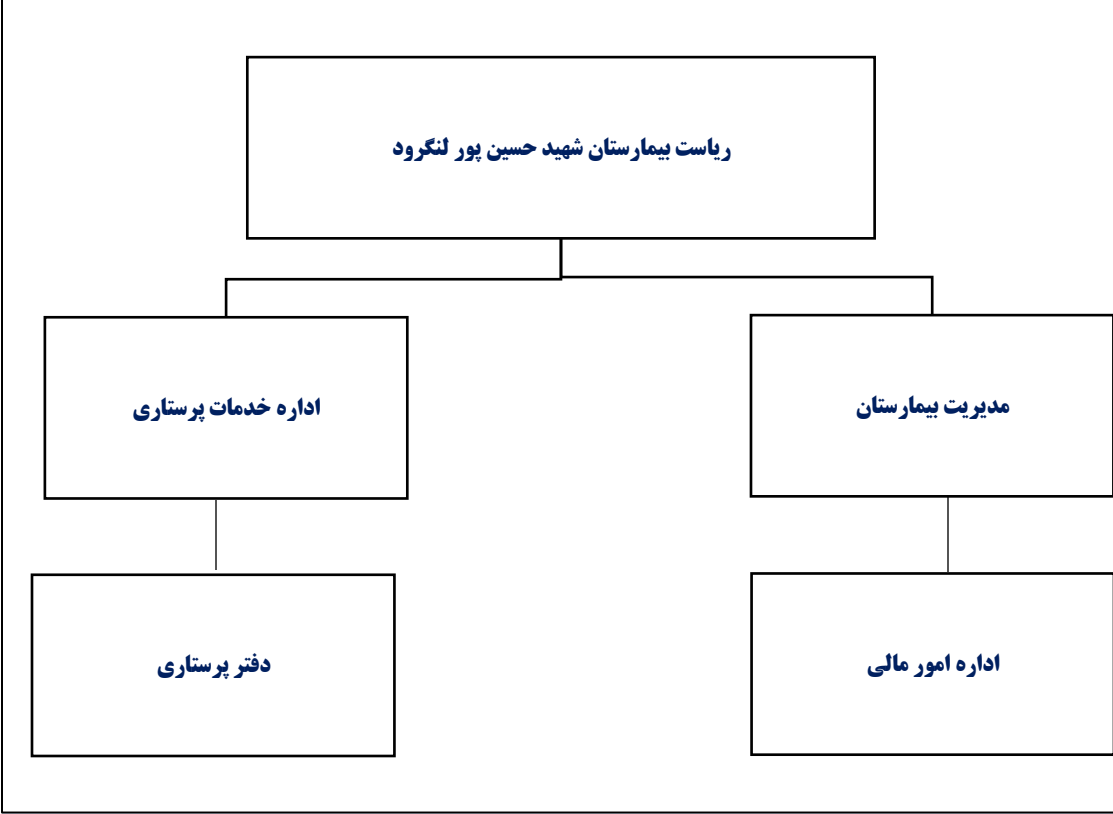 ریاست بیمارستان شهید حسین پور لنگرود
مدیریت بیمارستان
اداره خدمات پرستاری
اداره امور مالی
دفتر پرستاری